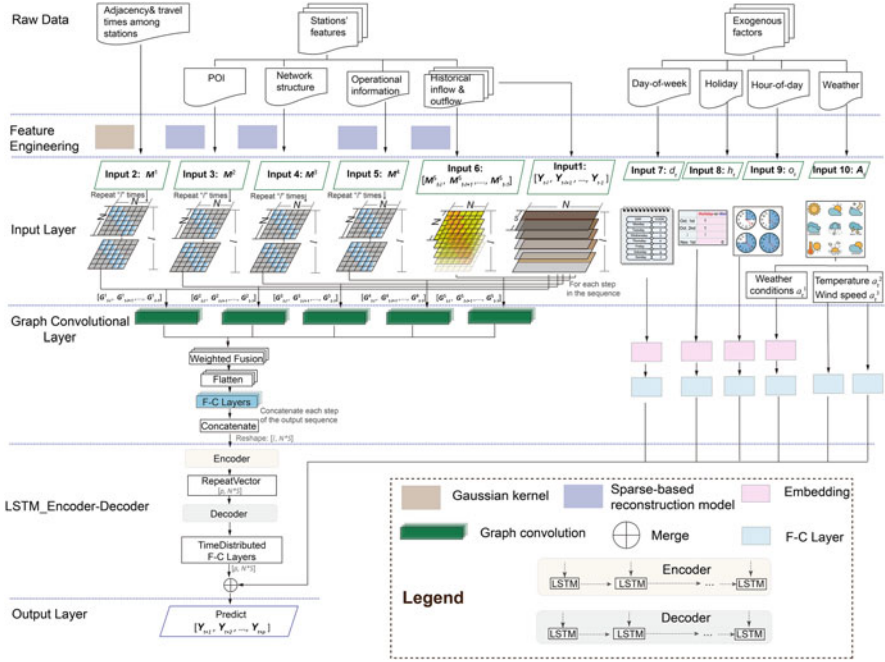 Raw Data
Adjacency& travel
times among
stations
Stations'
features
Exogenous
factors
POI
Network
structure
Operational
information
Historical
inflow &
outflow
Day-of-week
Holiday
Hour-of-day
Weather
Feature
Engineering
Input 2: M¹
Input 3: M²
Input 4: M³
Input 5: M⁴
Input 6:
Input1:
Input 7: d
Input 8: h
Input 9: o
Input 10: A
Repeat "l" times
Repeat "l" times
Repeat "l" times
Repeat "l" times
N
N
N
N
N
N
Input Layer
For each step
in the sequence
Weather
conditions
Temperature
Wind speed
Graph Convolutional
Layer
Weighted Fusion
Flatten
F-C Layers
Concatenate each step
of the output sequence
Concatenate
Reshape: [l, N*S]
Encoder
RepeatVector
[p, N*S]
LSTM_Encoder-Decoder
Decoder
TimeDistributed
F-C Layers
[p, N*S]
Output Layer
Predict
Gaussian kernel
Sparse-based
reconstruction model
Embedding
Graph convolution
Merge
F-C Layer
Legend
Encoder
LSTM
LSTM
...
LSTM
Decoder
LSTM
LSTM
...
LSTM